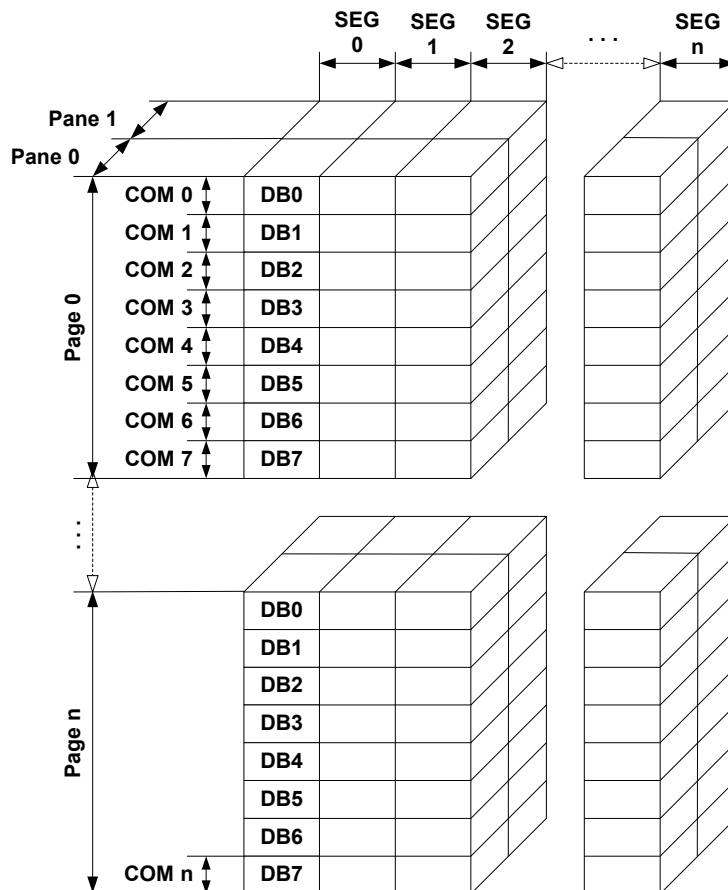 SEG 0
SEG 1
SEG 2
. . .
SEG n
Pane 1
Pane 0
Page 0
COM 0 DB0
COM 1 DB1
COM 2 DB2
COM 3 DB3
COM 4 DB4
COM 5 DB5
COM 6 DB6
COM 7 DB7
. . .
Page n
DB0
DB1
DB2
DB3
DB4
DB5
DB6
COM n DB7